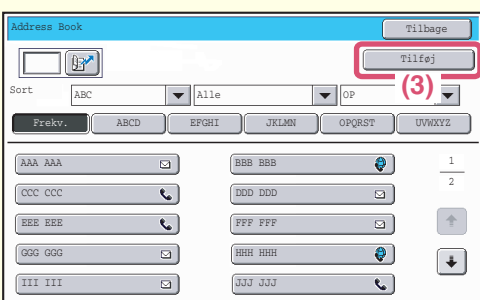 Address Book Tilbage
Tilføj
(3)
Sort ABC Alle OP
Frekv. ABCD EFGHI JKLMN OPQRST UVWXYZ
AAA AAA BBB BBB 1
CCC CCC DDD DDD 2
EEE EEE FFF FFF
GGG GGG HHH HHH
III III JJJ JJJ